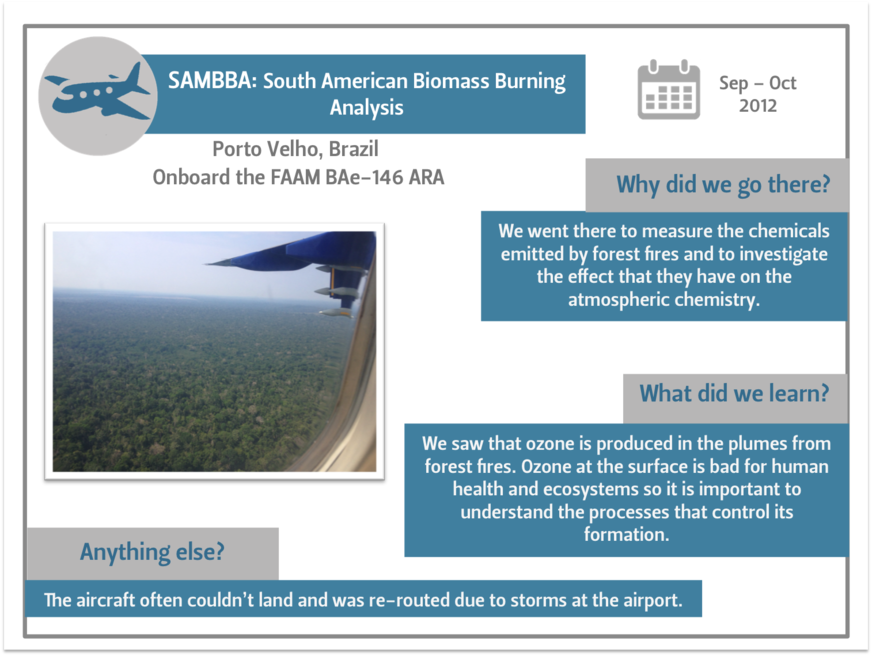 SAMBBA: South American Biomass Burning
Analysis
Sep – Oct
2012
Porto Velho, Brazil
Onboard the FAAM BAe–146 ARA
Why did we go there?
We went there to measure the chemicals
emitted by forest fires and to investigate
the effect that they have on the
atmospheric chemistry.
What did we learn?
We saw that ozone is produced in the plumes from
forest fires. Ozone at the surface is bad for human
health and ecosystems so it is important to
understand the processes that control its
formation.
Anything else?
The aircraft often couldn't land and was re–routed due to storms at the airport.